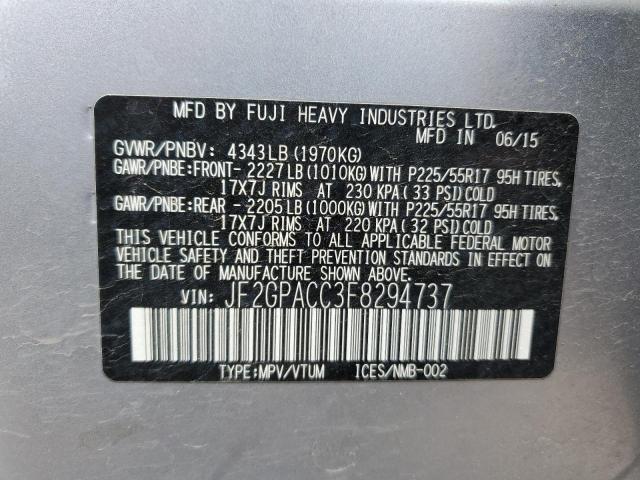 MFD BY FUJI HEAVY INDUSTRIES LTD.
MFD IN 06/15
GVWR/PNBV: 4343LB(1970KG)
GAWR/PNBE:FRONT- 2227LB(1010KG)WITH P225/55R17 95H TIRES,
17X7J RIMS AT 230 KPA(33 PSI)COLD
GAWR/PNBE:REAR - 2205LB(1000KG)WITH P225/55R17 95H TIRES,
17X7J RIMS AT 220 KPA(32 PSI)COLD
THIS VEHICLE CONFORMS TO ALL APPLICABLE FEDERAL MOTOR
VEHICLE SAFETY AND THEFT PREVENTION STANDARDS IN EFFECT
ON THE DATE OF MANUFACTURE SHOWN ABOVE.
VIN: JF2GPACC3F8294737
TYPE:MPV/VTUM ICES/NMB-002